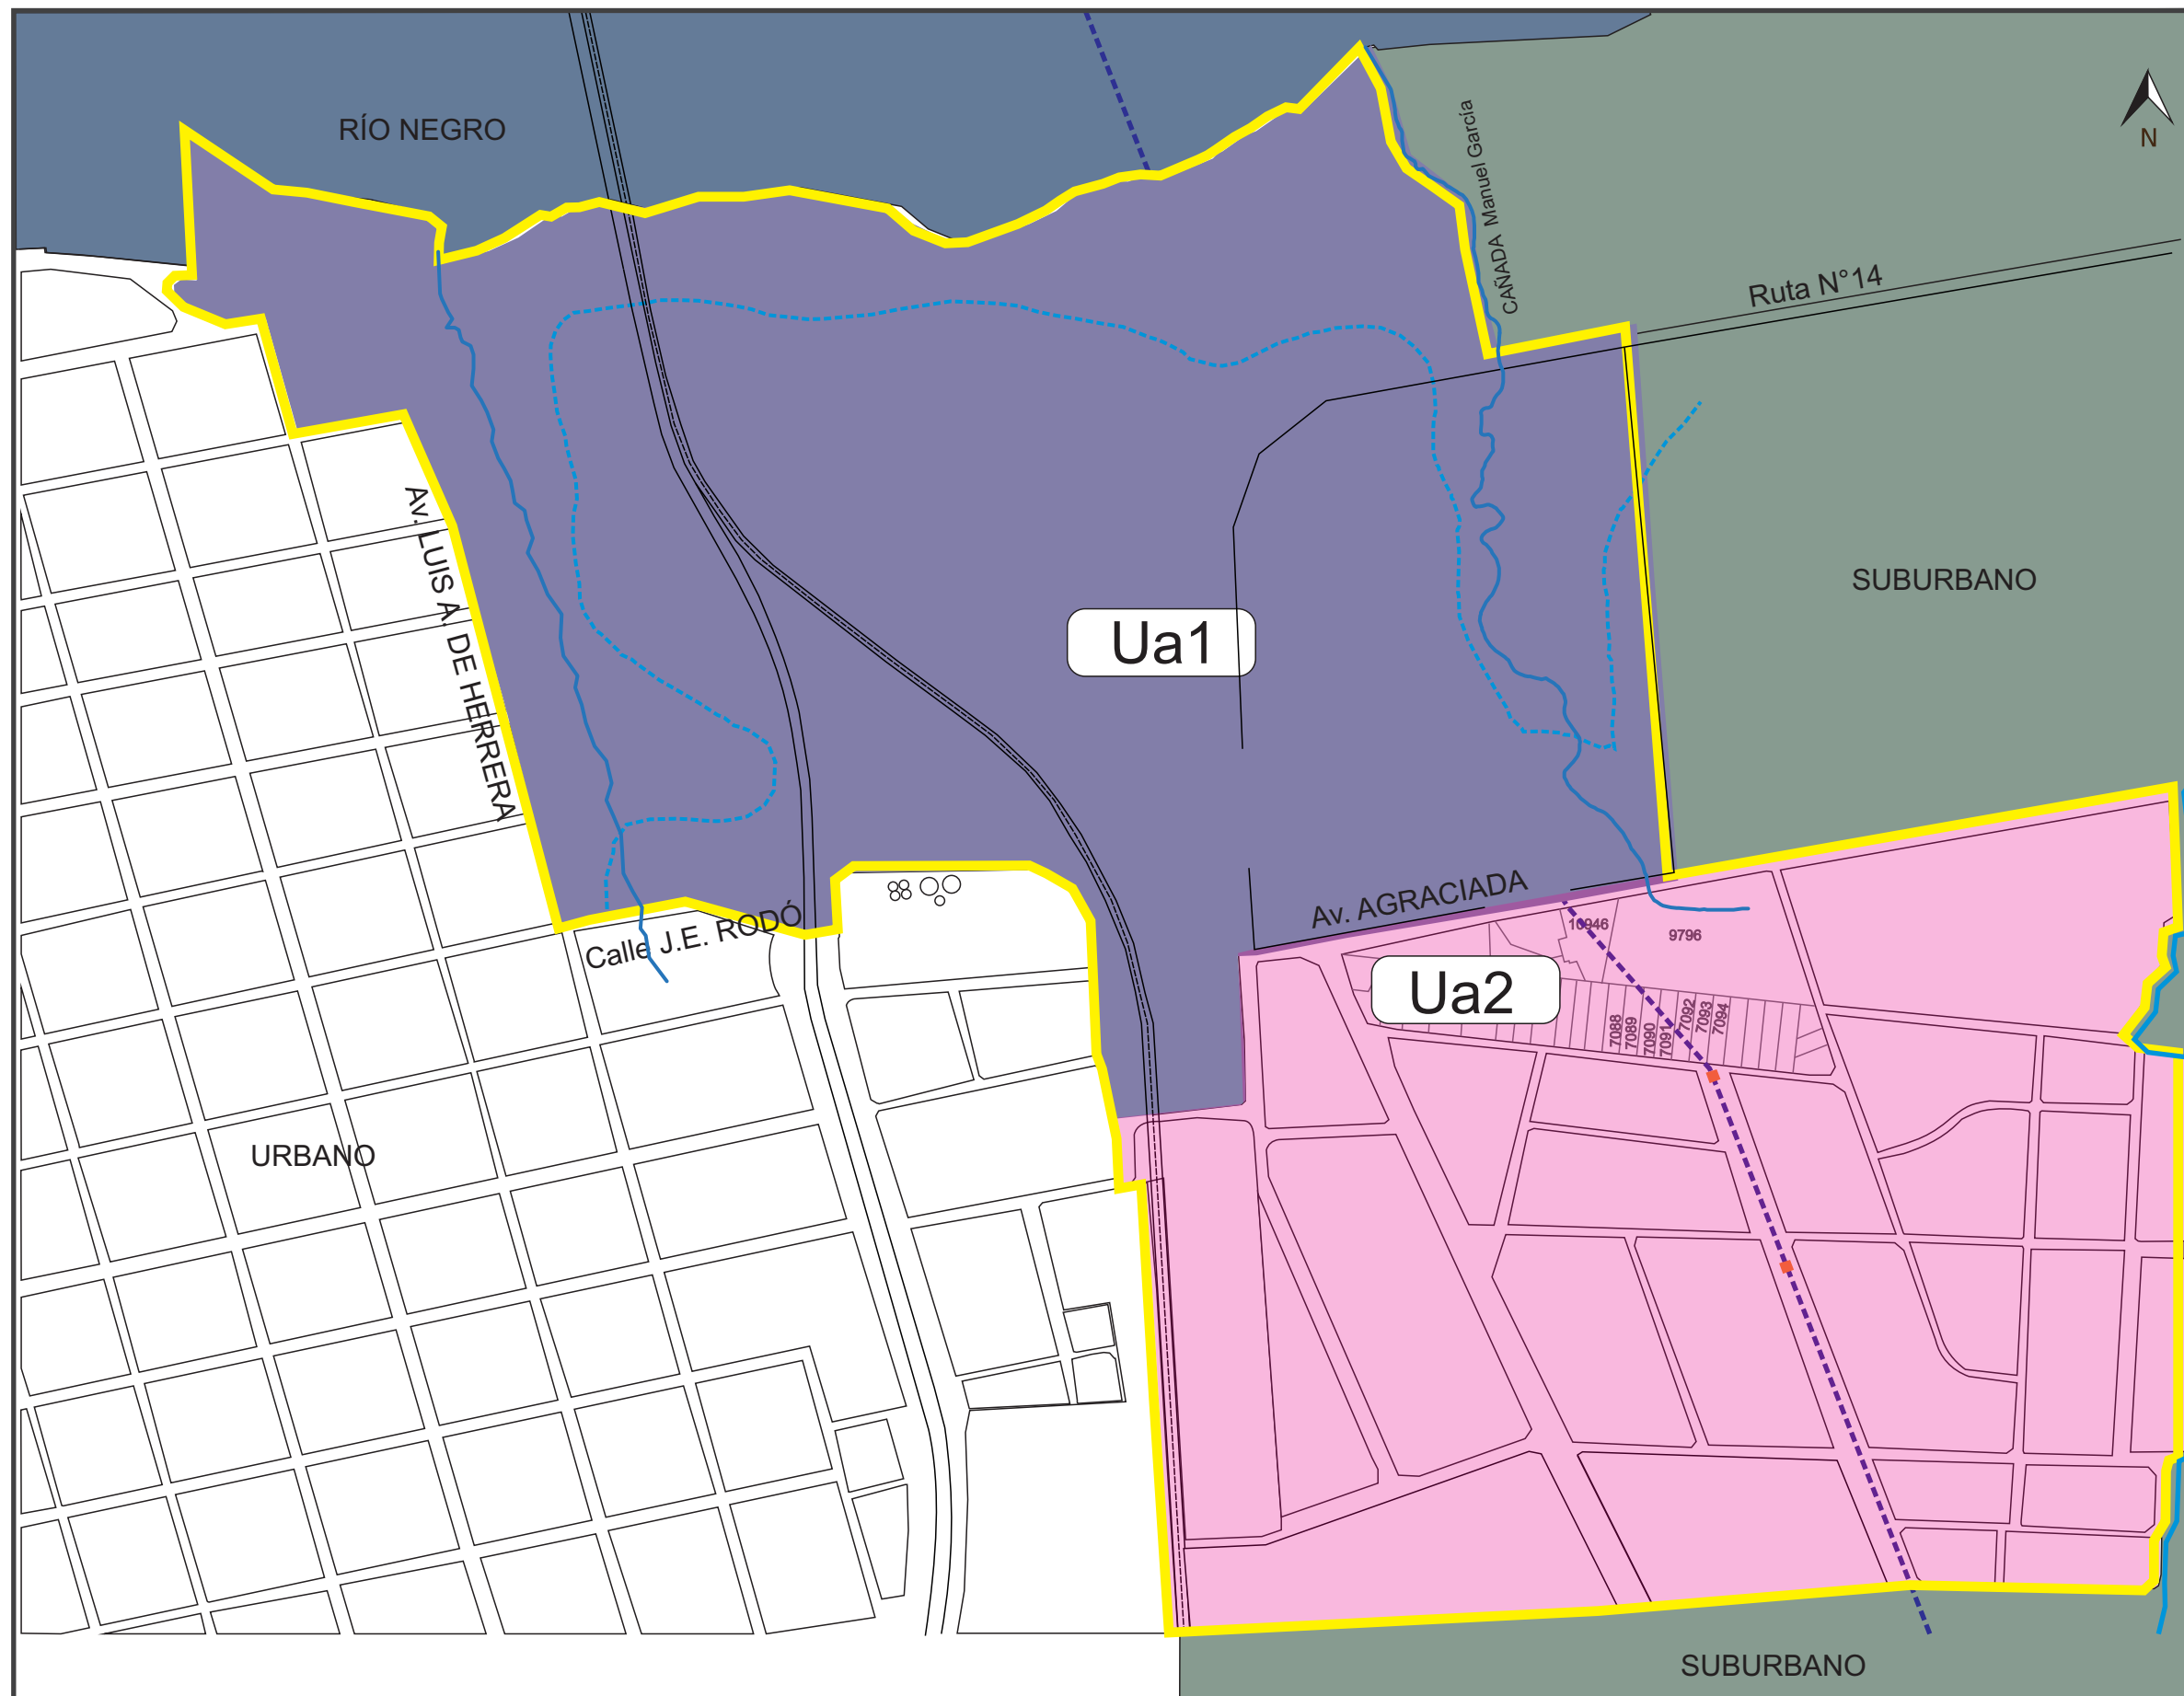 RÍO NEGRO
CAÑADA Manuel García
N
Ruta N°14
Av. LUIS A. DE HERRERA
SUBURBANO
Ua1
Av. AGRACIADA
Calle J.E. RODÓ
10946
9796
Ua2
7088
7089
7090
7091
7092
7093
7094
URBANO
SUBURBANO